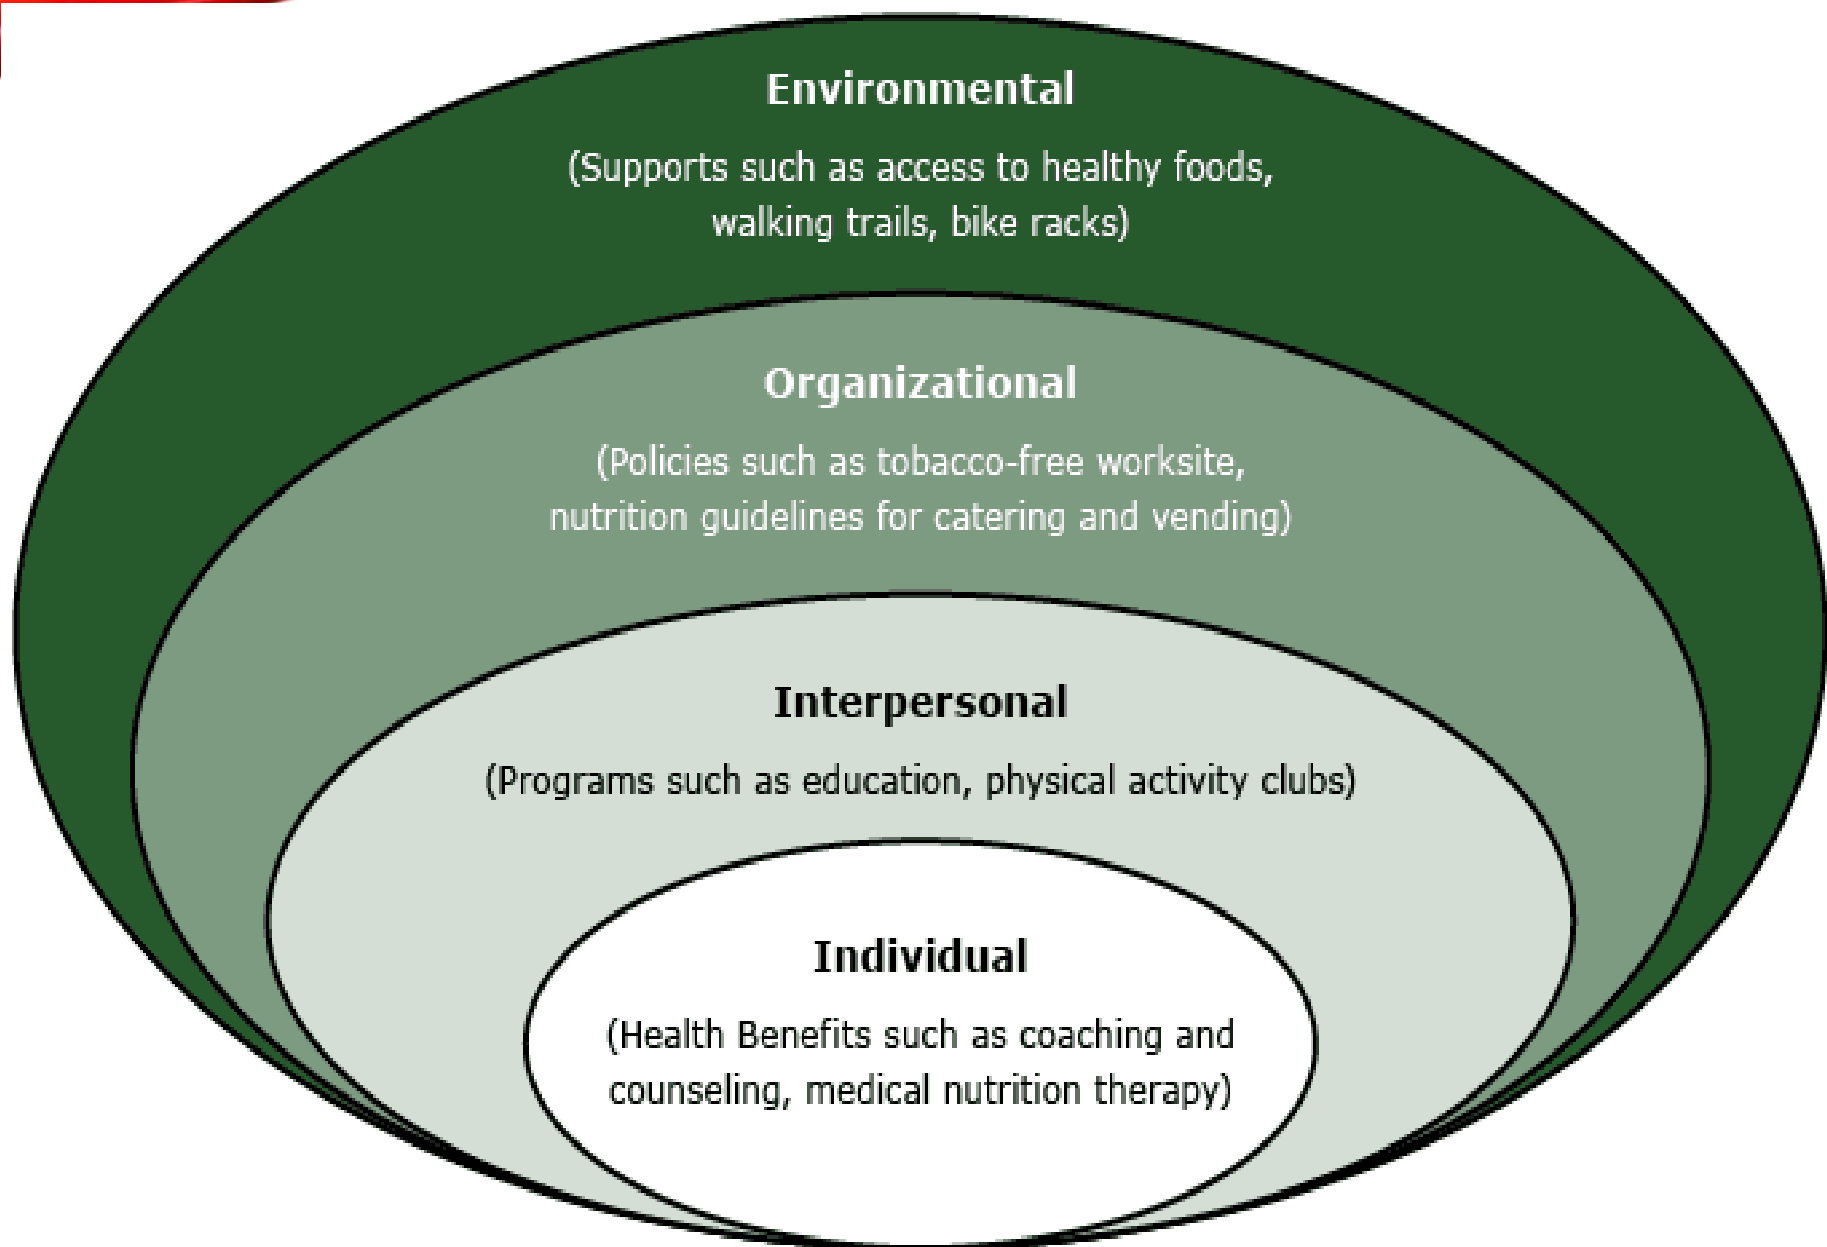 Environmental
(Supports such as access to healthy foods,
walking trails, bike racks)
Organizational
(Policies such as tobacco-free worksite,
nutrition guidelines for catering and vending)
Interpersonal
(Programs such as education, physical activity clubs)
Individual
(Health Benefits such as coaching and
counseling, medical nutrition therapy)